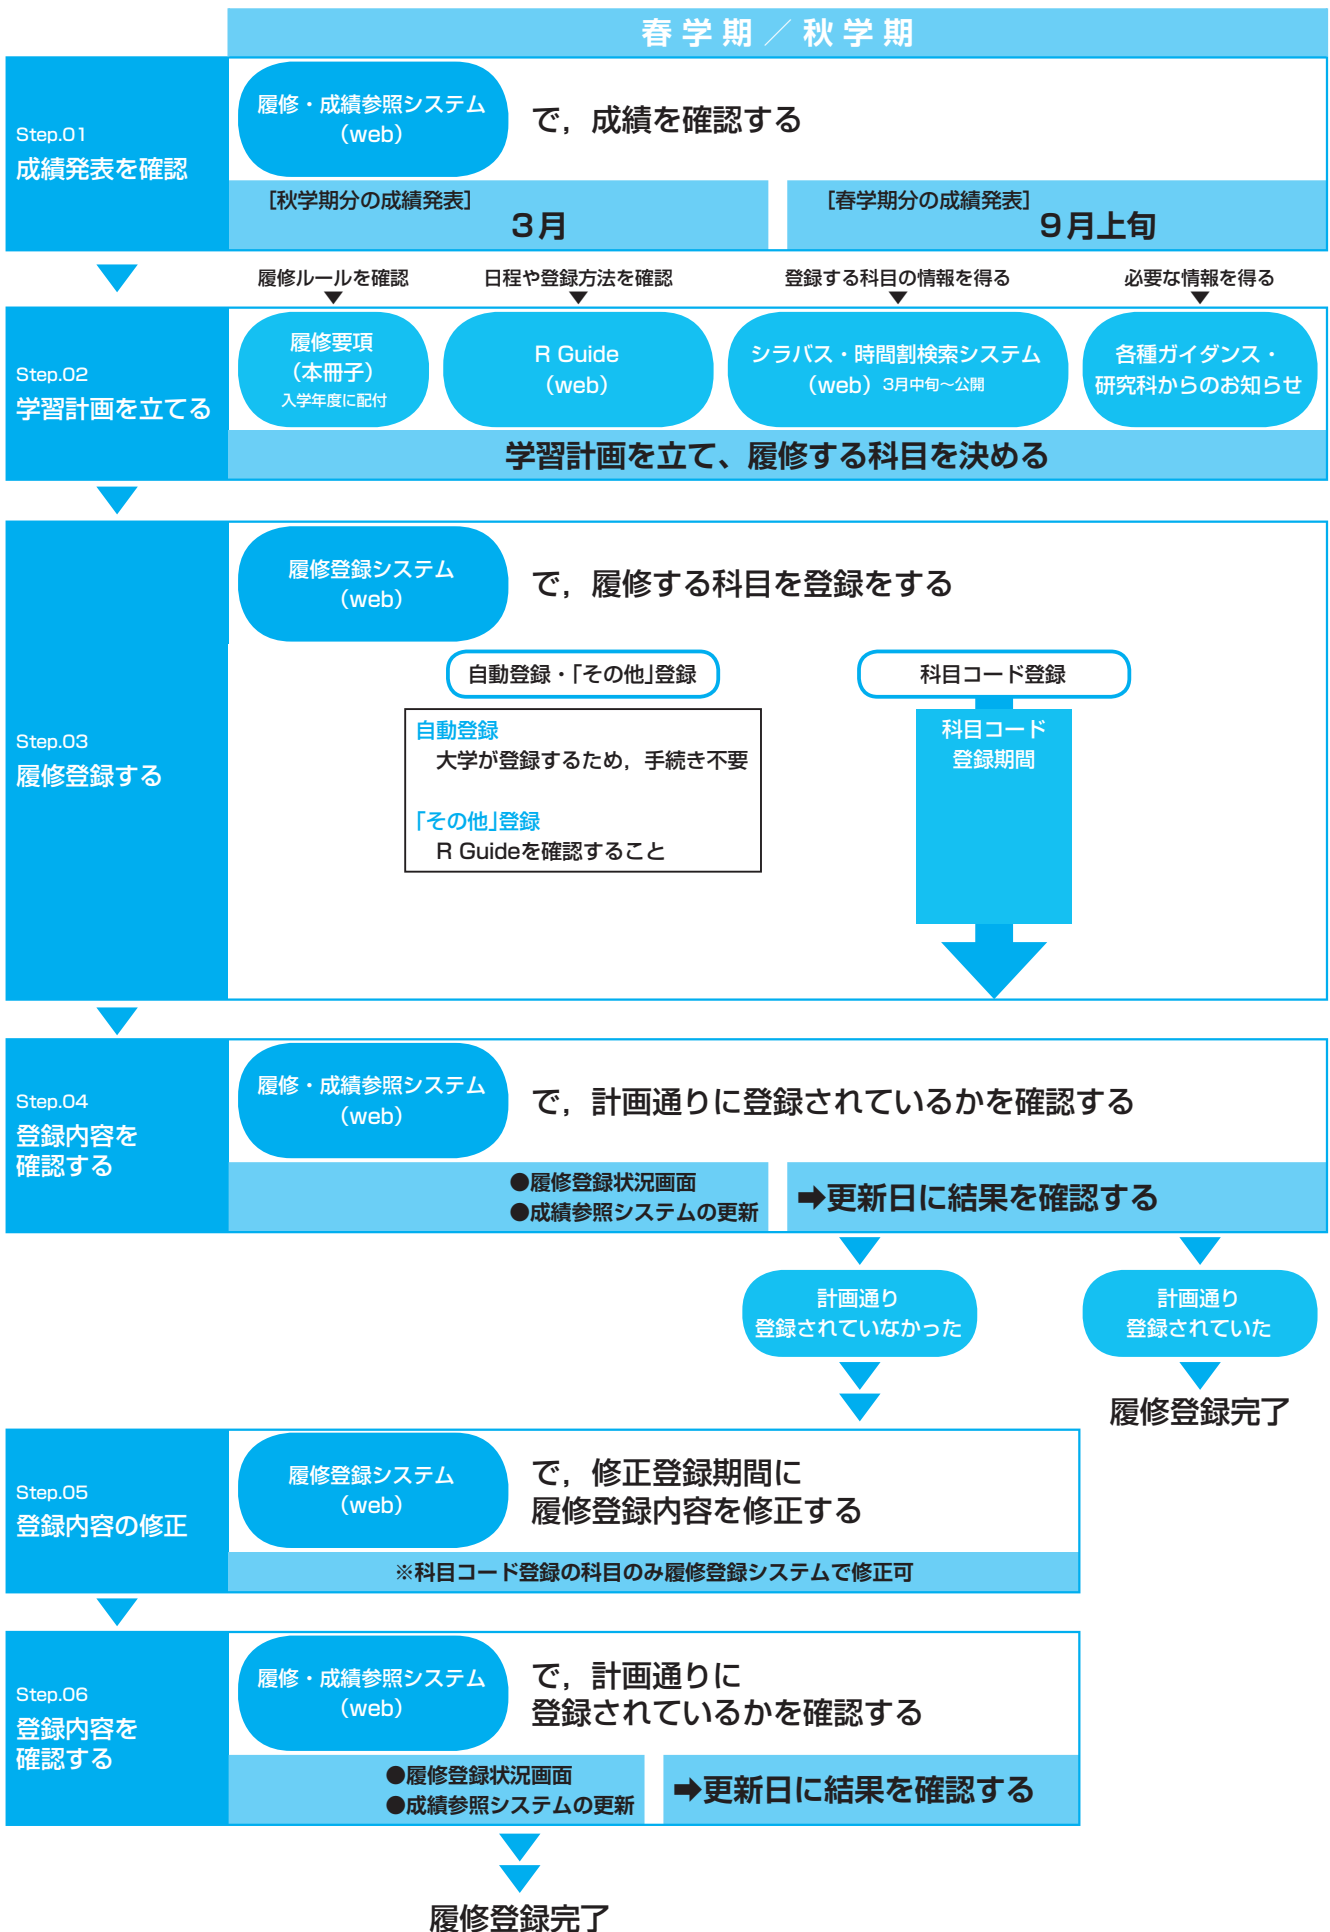 春学期／秋学期
Step.01
成績発表を確認
履修・成績参照システム
（web）
で，成績を確認する
［秋学期分の成績発表］
3月
［春学期分の成績発表］
9月上旬
履修ルールを確認
日程や登録方法を確認
登録する科目の情報を得る
必要な情報を得る
Step.02
学習計画を立てる
履修要項
（本冊子）
入学年度に配付
R Guide
（web）
シラバス・時間割検索システム
（web）3月中旬〜公開
各種ガイダンス・
研究科からのお知らせ
学習計画を立て、履修する科目を決める
Step.03
履修登録する
履修登録システム
（web）
で，履修する科目を登録をする
自動登録・「その他」登録
自動登録
大学が登録するため，手続き不要
「その他」登録
R Guideを確認すること
科目コード登録
科目コード
登録期間
Step.04
登録内容を
確認する
履修・成績参照システム
（web）
で，計画通りに登録されているかを確認する
●履修登録状況画面
●成績参照システムの更新
➡更新日に結果を確認する
計画通り
登録されていなかった
計画通り
登録されていた
履修登録完了
Step.05
登録内容の修正
履修登録システム
（web）
で，修正登録期間に
履修登録内容を修正する
※科目コード登録の科目のみ履修登録システムで修正可
Step.06
登録内容を
確認する
履修・成績参照システム
（web）
で，計画通りに
登録されているかを確認する
●履修登録状況画面
●成績参照システムの更新
➡更新日に結果を確認する
履修登録完了